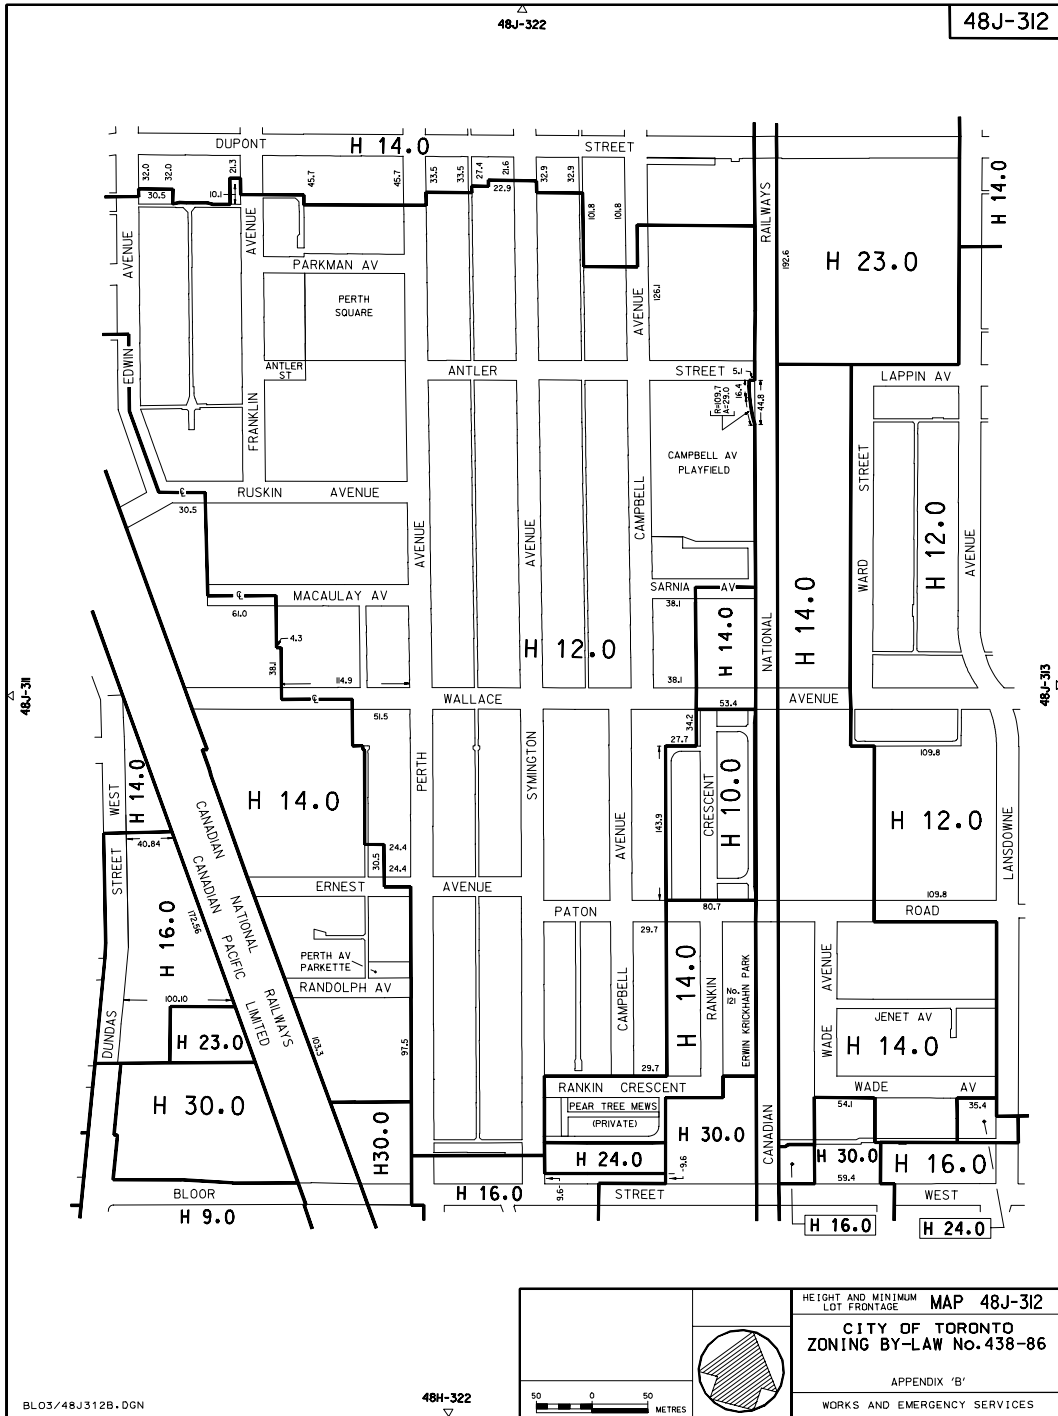 48J-322
48J-312
DUPONT
H 14.0
STREET
32.0
32.0
21.3
45.7
45.7
33.5
33.5
27.4
21.6
32.9
32.9
30.5
10.1
22.9
101.8
101.8
RAILWAYS
H 14.0
AVENUE
AVENUE
PARKMAN AV
192.6
H 23.0
PERTH
SQUARE
AVENUE
126.1
EDWIN
ANTLER
ST
ANTLER
STREET
5.1
LAPPIN AV
R=109.7
A=29.0
16.4
44.8
FRANKLIN
CAMPBELL AV
PLAYFIELD
STREET
RUSKIN
AVENUE
30.5
CAMPBELL
H 12.0
AVENUE
AVENUE
AVENUE
WARD
SARNIA
AV
MACAULAY AV
61.0
38.1
4.3
38.1
H 12.0
H 14.0
NATIONAL
H 14.0
114.9
38.1
48J-311
48J-313
WALLACE
AVENUE
53.4
51.5
34.2
27.7
109.8
WEST
H 14.0
H 14.0
PERTH
SYMINGTON
CRESCENT
H 10.0
AVENUE
143.9
H 12.0
LANSDOWNE
40.84
CANADIAN NATIONAL RAILWAYS
CANADIAN PACIFIC LIMITED
30.5
24.4
24.4
STREET
ERNEST
AVENUE
109.8
80.7
PATON
ROAD
172.56
H 16.0
29.7
PERTH AV
PARKETTE
RANDOLPH AV
100.10
CAMPBELL
H 14.0
RANKIN
No.
121
ERWIN KRICKHAHN PARK
AVENUE
WADE
JENET AV
DUNDAS
H 23.0
103.3
97.5
H 14.0
29.7
RANKIN CRESCENT
WADE
AV
H 30.0
PEAR TREE MEWS
(PRIVATE)
54.1
35.4
H30.0
H 30.0
CANADIAN
H 24.0
9.6
H 30.0
H 16.0
59.4
BLOOR
H 16.0
9.6
STREET
WEST
H 9.0
H 16.0
H 24.0
HEIGHT AND MINIMUM
LOT FRONTAGE
MAP 48J-312
CITY OF TORONTO
ZONING BY-LAW No.438-86
APPENDIX 'B'
WORKS AND EMERGENCY SERVICES
50
0
50
METRES
48H-322
BLO3/48J312B.DGN